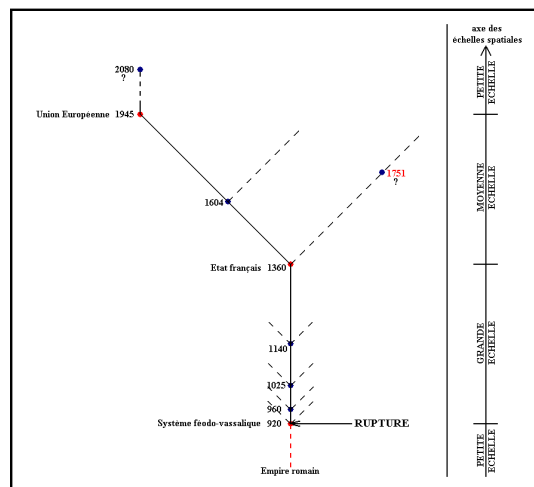 axe des
échelles spatiales
2080
?
PETITE
ECHELLE
Union Européenne 1945
1751
?
MOYENNE
ECHELLE
1604
Etat français 1360
1140
GRANDE
ECHELLE
1025
960
Système féodo-vassalique 920
RUPTURE
PETITE
ECHELLE
Empire romain